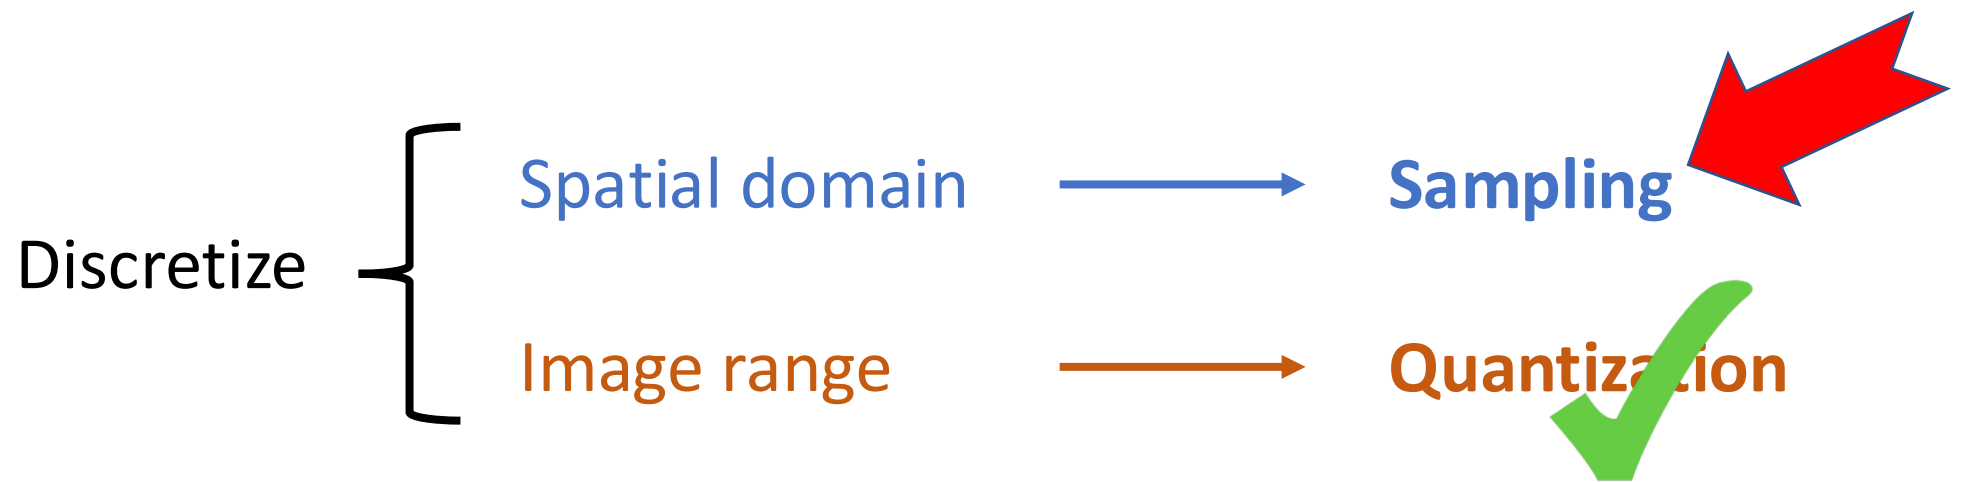 Discretize
Spatial domain
Sampling
Image range
Quantization